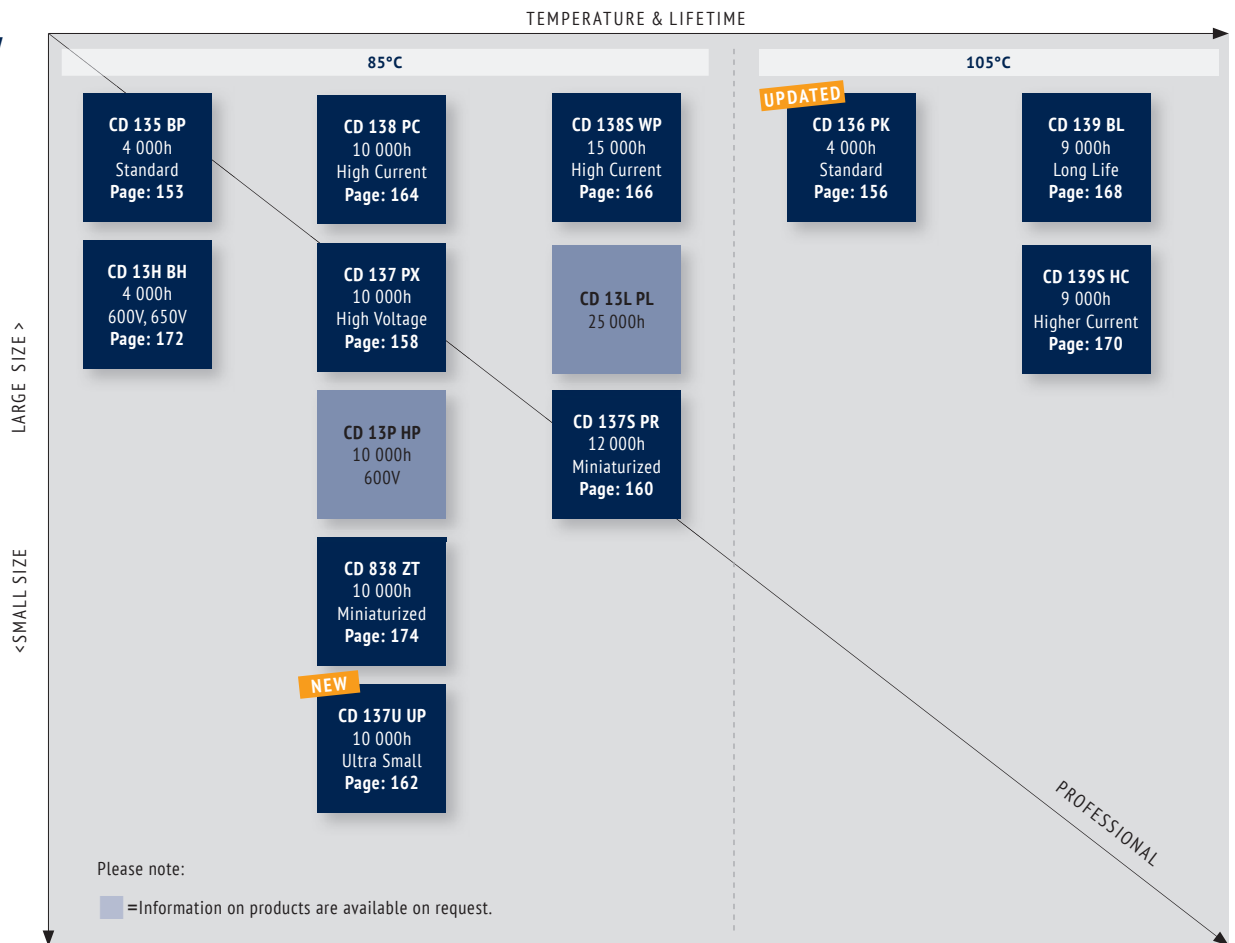 TEMPERATURE & LIFETIME
85°C
105°C
CD 135 BP
4 000h
Standard
Page: 153
CD 138 PC
10 000h
High Current
Page: 164
CD 138S WP
15 000h
High Current
Page: 166
UPDATED
CD 136 PK
4 000h
Standard
Page: 156
CD 139 BL
9 000h
Long Life
Page: 168
CD 13H BH
4 000h
600V, 650V
Page: 172
CD 137 PX
10 000h
High Voltage
Page: 158
CD 13L PL
25 000h
CD 139S HC
9 000h
Higher Current
Page: 170
LARGE SIZE >
CD 13P HP
10 000h
600V
CD 137S PR
12 000h
Miniaturized
Page: 160
<SMALL SIZE
CD 838 ZT
10 000h
Miniaturized
Page: 174
NEW
CD 137U UP
10 000h
Ultra Small
Page: 162
PROFESSIONAL
Please note:
=Information on products are available on request.